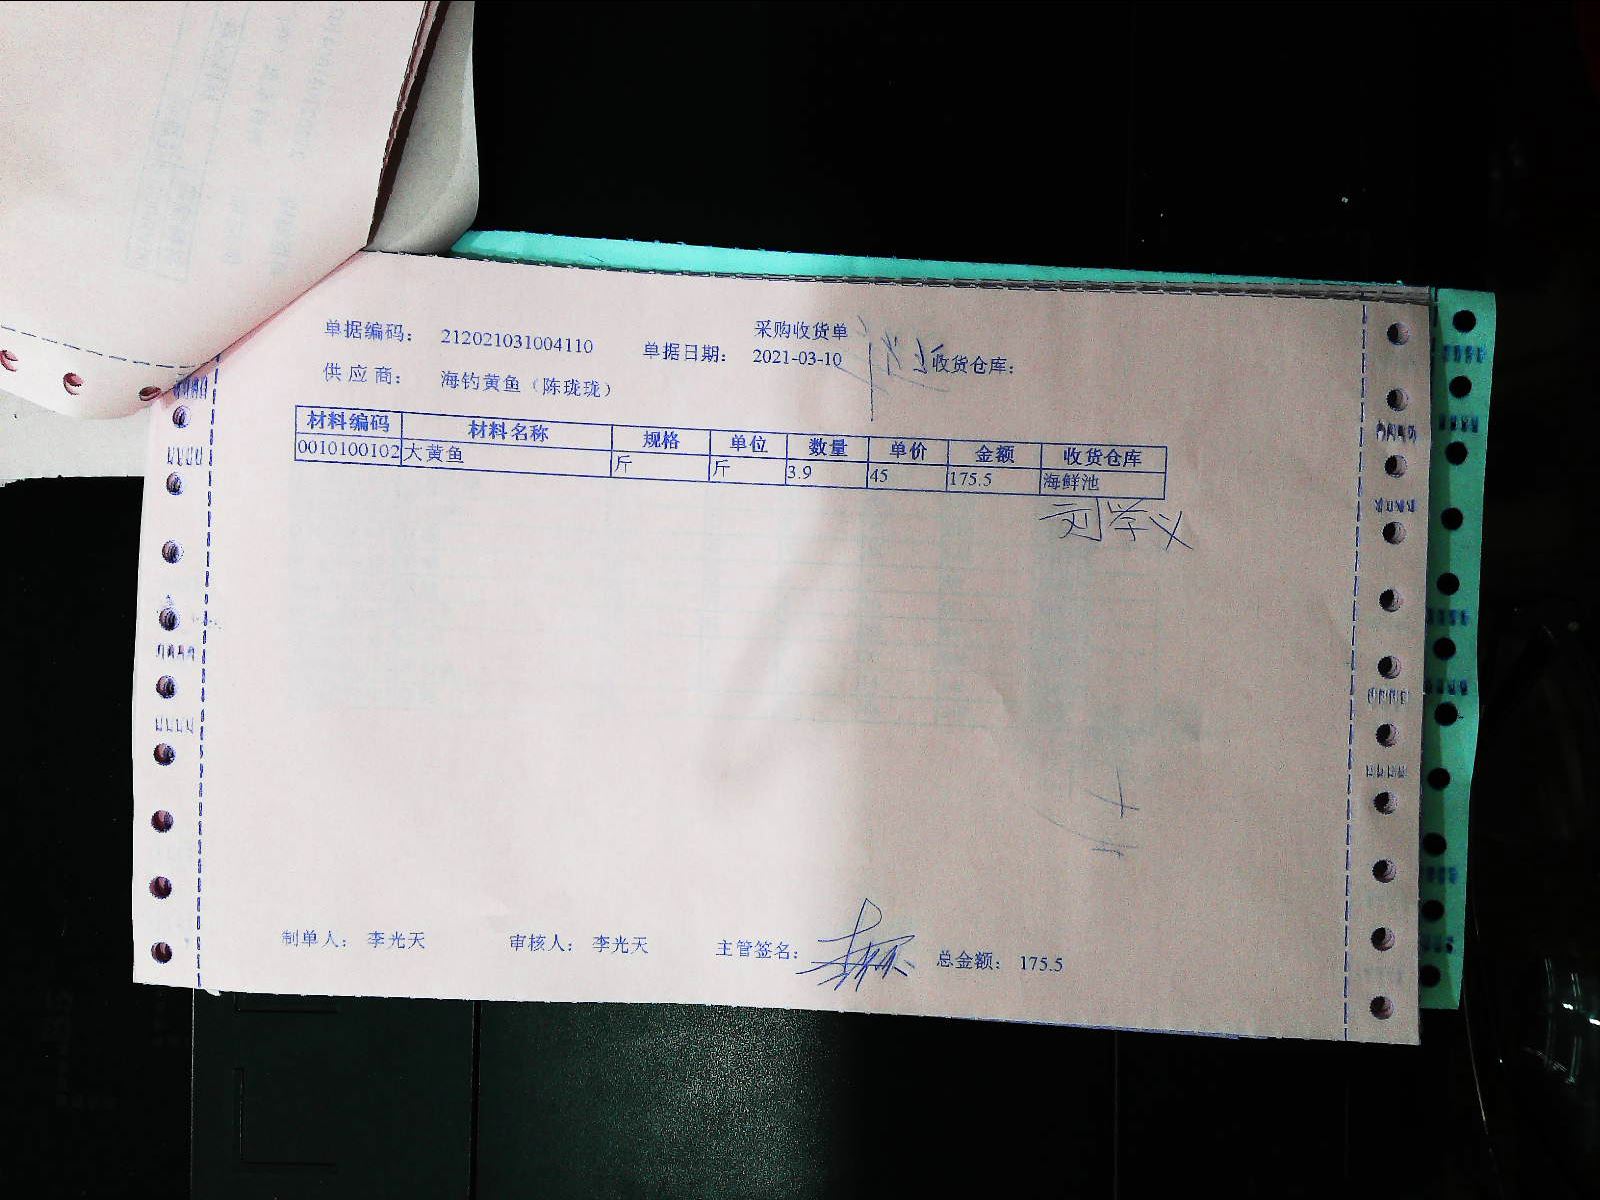 采购收货单
单据编码: 212021031004110 单据日期: 2021-03-10 收货仓库:
供应商: 海钓黄鱼（陈珑珑）
材料编码 材料名称 规格 单位 数量 单价 金额 收货仓库
0010100102 大黄鱼 斤 斤 3.9 45 175.5 海鲜池
刘学义
制单人: 李光天 审核人: 李光天 主管签名: 总金额: 175.5